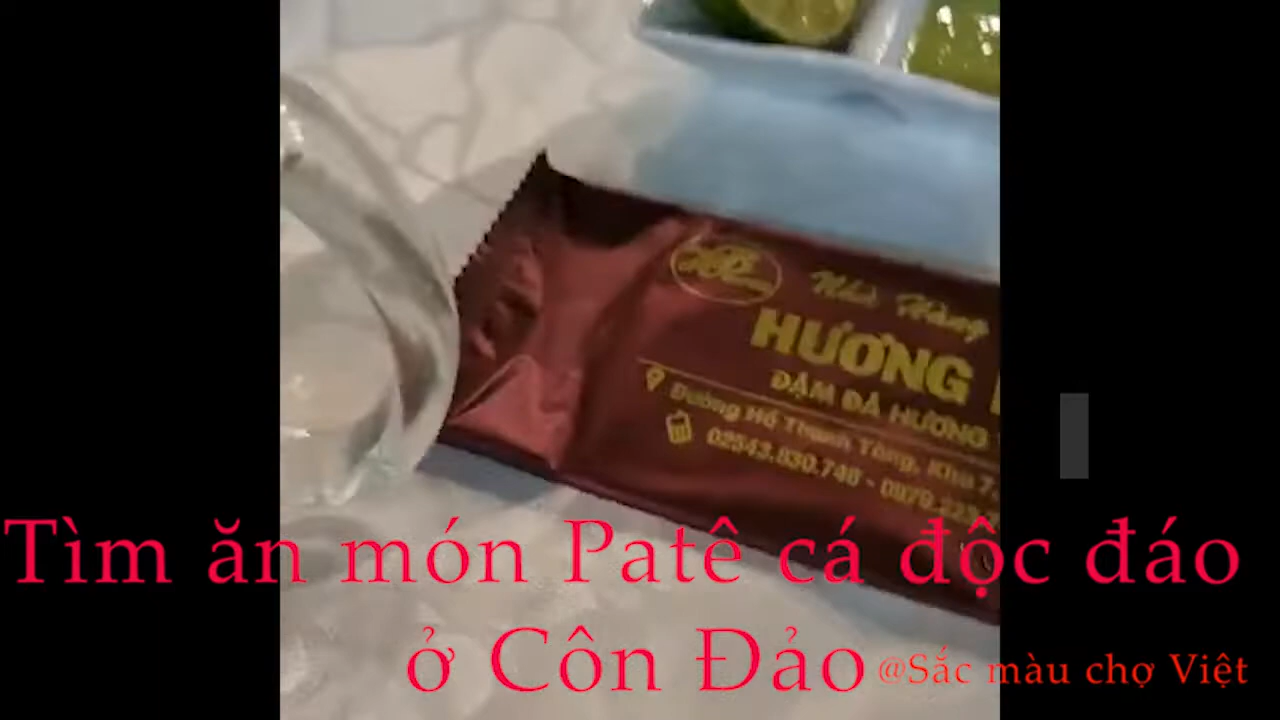 Nhà Hàng
HƯƠNG
ĐẬM ĐÀ HƯƠNG
Đường Hồ Thanh Tòng, Khu 7,
02543.830.748 - 0979.223.
Tìm ăn món Patê cá độc đáo
ở Côn Đảo
@Sắc màu chợ Việt